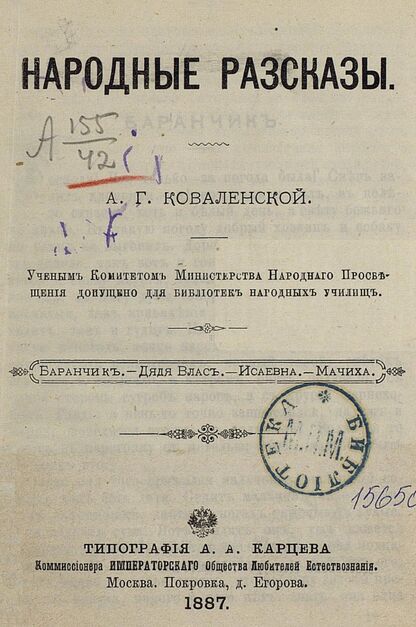 НАРОДНЫЕ РАЗСКАЗЫ.
А 155/42
А. Г. КОВАЛЕНСКОЙ.
Ученымъ Комитетомъ Министерства Народнаго Просвѣ-
щенія допущено для библіотекъ народныхъ училищъ.
Баранчикъ.—Дядя Власъ.—Исаевна.—Мачиха.
БИБЛІОТЕКА
ТИПОГРАФІЯ А. А. КАРЦЕВА
Коммиссіонера ИМПЕРАТОРСКАГО Общества Любителей Естествознанія.
Москва. Покровка, д. Егорова.
1887.